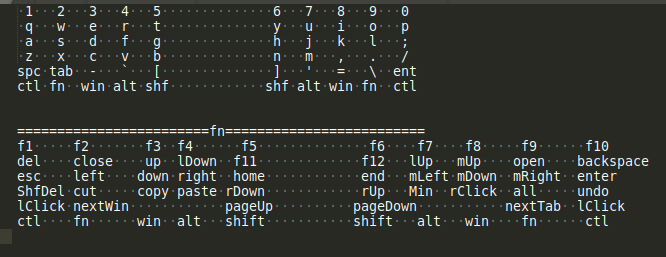 1 2 3 4 5 6 7 8 9 0
q w e r t y u i o p
a s d f g h j k l ;
z x c v b n m , . /
spc tab - ` [ ] ' = \ ent
ctl fn win alt shf shf alt win fn ctl
========================fn=========================
f1 f2 f3 f4 f5 f6 f7 f8 f9 f10
del close up lDown f11 f12 lUp mUp open backspace
esc left down right home end mLeft mDown mRight enter
ShfDel cut copy paste rDown rUp Min rClick all undo
lClick nextWin pageUp pageDown nextTab lClick
ctl fn win alt shift shift alt win fn ctl